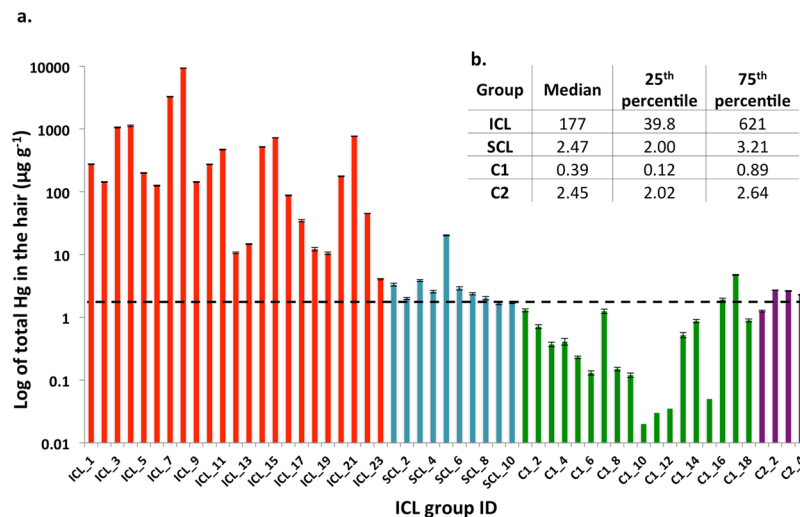 a.
b.
Group Median 25th percentile 75th percentile
ICL 177 39.8 621
SCL 2.47 2.00 3.21
C1 0.39 0.12 0.89
C2 2.45 2.02 2.64
Log of total Hg in the hair (µg g-1)
10000
1000
100
10
1
0.1
0.01
ICL_1 ICL_3 ICL_5 ICL_7 ICL_9 ICL_11 ICL_13 ICL_15 ICL_17 ICL_19 ICL_21 ICL_23 SCL_2 SCL_4 SCL_6 SCL_8 SCL_10 C1_2 C1_4 C1_6 C1_8 C1_10 C1_12 C1_14 C1_16 C1_18 C2_2 C2_4
ICL group ID